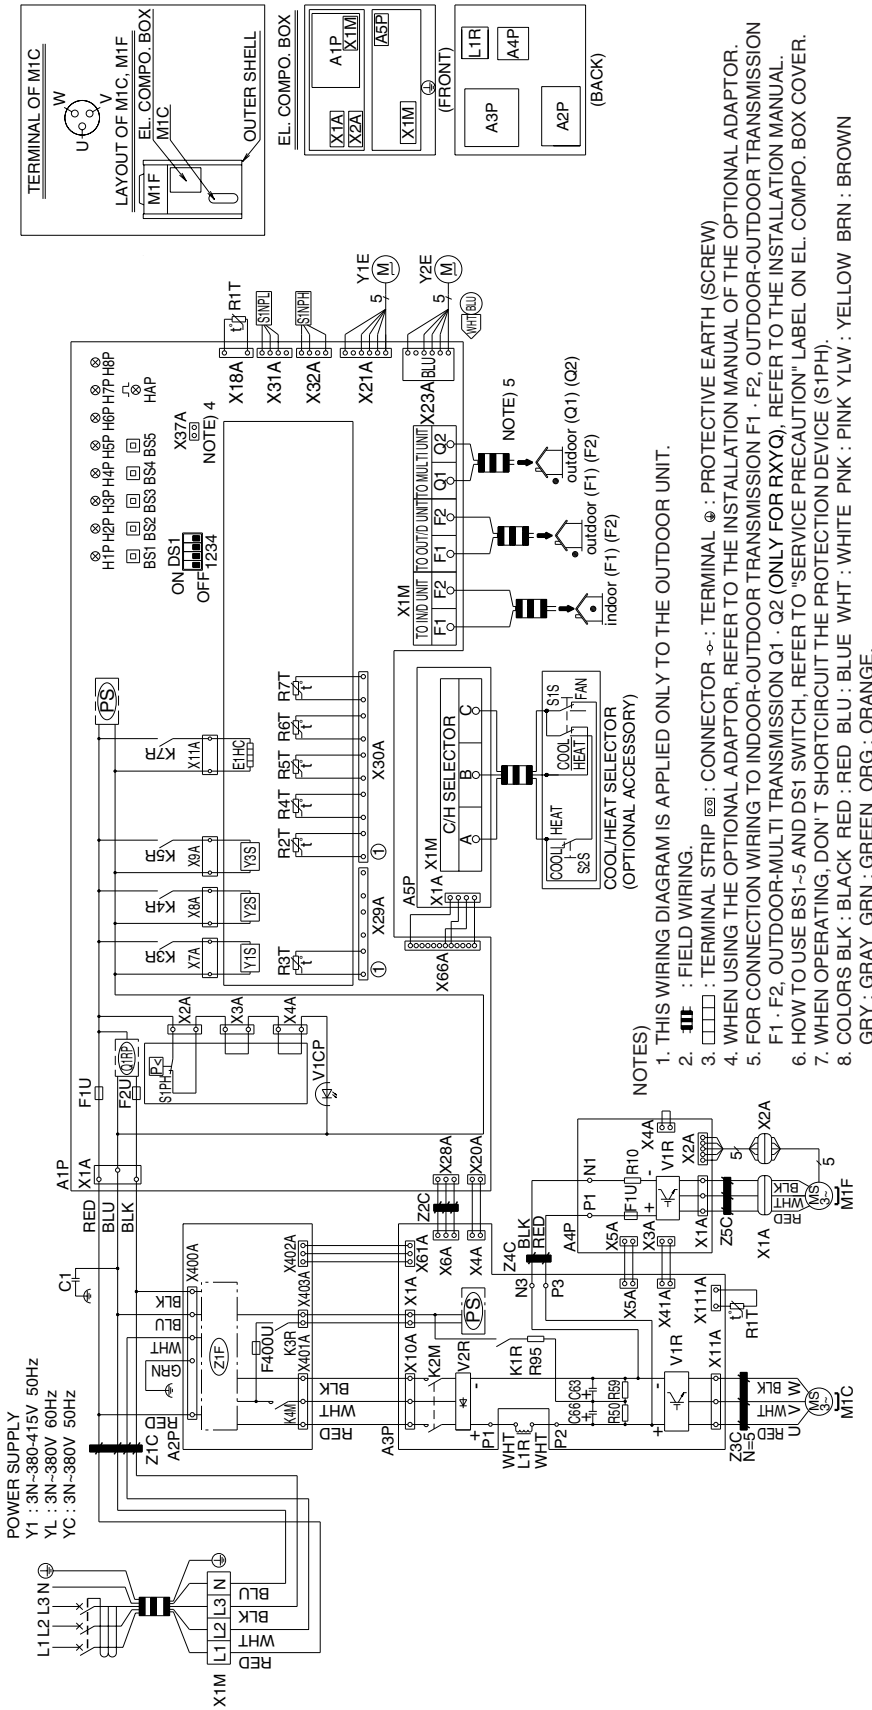 POWER SUPPLY
Y1 : 3N~380-415V 50Hz
YL : 3N~380V 60Hz
YC : 3N~380V 50Hz
L1 L2 L3 N
X1M
L1 L2 L3 N
RED WHT BLK BLU
Z1C
A2P
RED GRN WHT BLU BLK
X400A
Z1F
F400U
K4M
K3R
X401A X403A X402A
RED WHT BLK
C1
RED
BLU
BLK
A1P
X1A
F1U
F2U
Q1RP
S1PH
P<
X2A
X3A
X4A
V1CP
PS
K3R K4R K5R K7R
X7A X8A X9A X11A
Y1S Y2S Y3S E1HC
R3T R2T R4T R5T R6T R7T
t t t t t t
X29A X30A
1 1
H1P H2P H3P H4P H5P H6P H7P H8P
BS1 BS2 BS3 BS4 BS5
HAP
ON DS1
OFF 1234
X37A
NOTE) 4
X18A
t° R1T
X31A
S1NPL
X32A
S1NPH
X21A
5
Y1E
M
X23A
BLU
5
Y2E
M
WHT BLU
X28A
X20A
Z2C
X6A
X4A
A3P
X10A X1A X61A
K2M
V2R
PS
K1R
R95
P1
WHT
L1R
WHT
P2
C66 C63
R50 R59
V1R
N3
P3
Z4C
BLK
RED
X5A
X41A
X111A
t°
R1T
X11A
Z3C
N=5
RED WHT BLK
U V W
MS
3~
M1C
A4P
P1 N1
F1U
R10
X5A
X3A
V1R
X4A
X1A
X2A
Z5C
5
X1A
X2A
RED WHT BLK
5
MS
3~
M1F
A5P
X66A
X1A
X1M
C/H SELECTOR
A B C
COOL HEAT
S2S
COOL
HEAT
S1S
FAN
COOL/HEAT SELECTOR
(OPTIONAL ACCESSORY)
X1M
TO IN/D UNIT TO OUT/D UNIT TO MULTI UNIT
F1 F2 F1 F2 Q1 Q2
NOTE) 5
indoor (F1) (F2)
outdoor (F1) (F2)
outdoor (Q1) (Q2)
TERMINAL OF M1C
U W V
LAYOUT OF M1C, M1F
EL. COMPO. BOX
M1C
M1F
OUTER SHELL
EL. COMPO. BOX
X1A
X2A
A1P
X1M
X1M
A5P
(FRONT)
A3P
L1R
A4P
A2P
(BACK)
NOTES)
1. THIS WIRING DIAGRAM IS APPLIED ONLY TO THE OUTDOOR UNIT.
2. : FIELD WIRING.
3. : TERMINAL STRIP : CONNECTOR : TERMINAL : PROTECTIVE EARTH (SCREW)
4. WHEN USING THE OPTIONAL ADAPTOR, REFER TO THE INSTALLATION MANUAL OF THE OPTIONAL ADAPTOR.
5. FOR CONNECTION WIRING TO INDOOR-OUTDOOR TRANSMISSION F1 · F2, OUTDOOR-OUTDOOR TRANSMISSION
F1 · F2, OUTDOOR-MULTI TRANSMISSION Q1 · Q2 (ONLY FOR RXYQ), REFER TO THE INSTALLATION MANUAL.
6. HOW TO USE BS1~5 AND DS1 SWITCH, REFER TO "SERVICE PRECAUTION" LABEL ON EL. COMPO. BOX COVER.
7. WHEN OPERATING, DON' T SHORTCIRCUIT THE PROTECTION DEVICE (S1PH).
8. COLORS BLK : BLACK RED : RED BLU : BLUE WHT : WHITE PNK : PINK YLW : YELLOW BRN : BROWN
GRY : GRAY GRN : GREEN ORG : ORANGE.